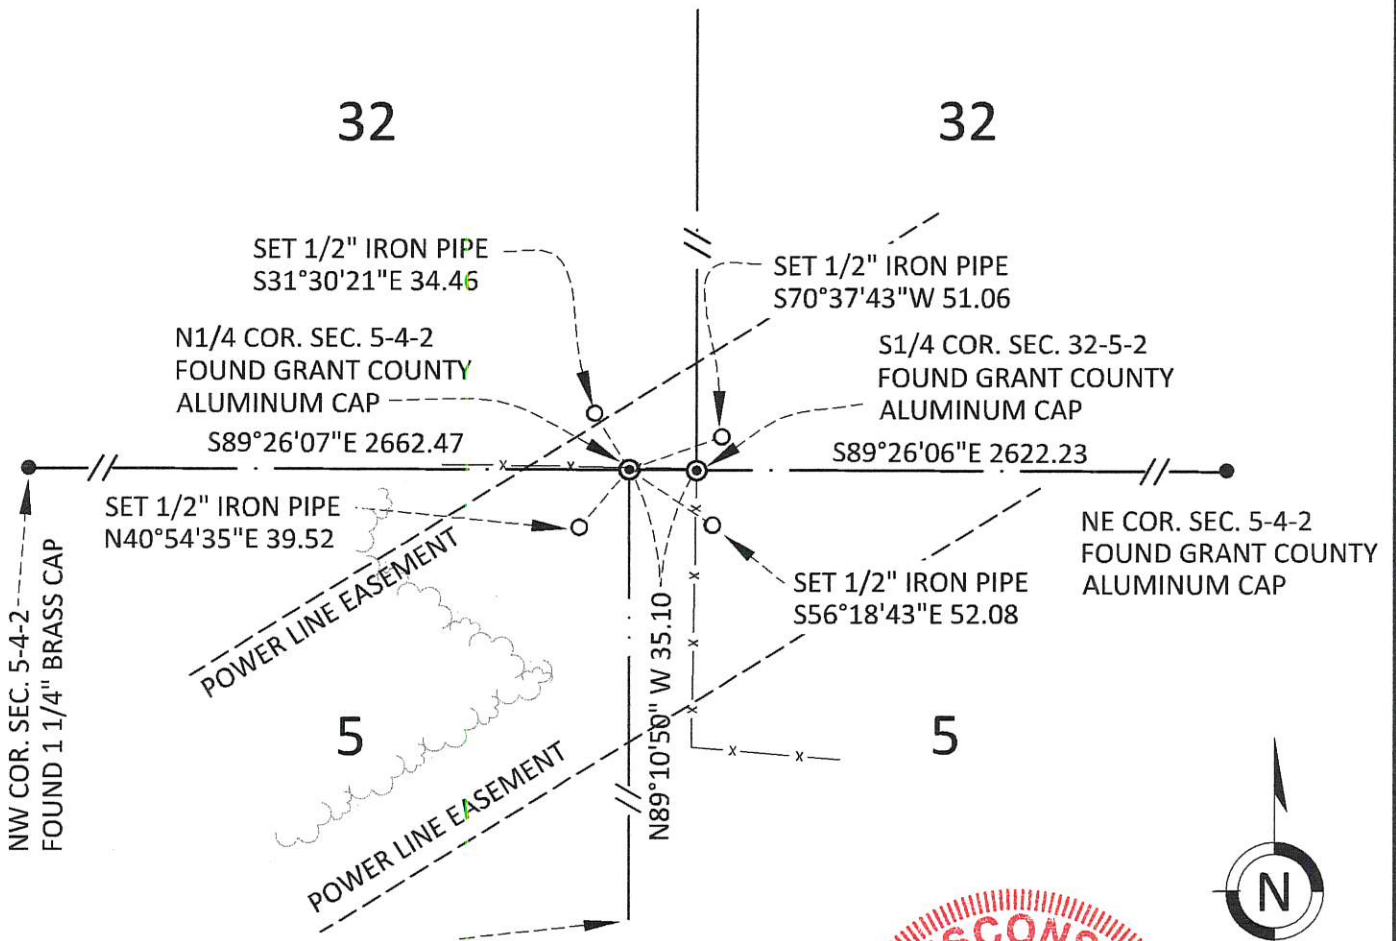 32
32
SET 1/2" IRON PIPE
S31°30'21"E 34.46
SET 1/2" IRON PIPE
S70°37'43"W 51.06
N1/4 COR. SEC. 5-4-2
FOUND GRANT COUNTY
ALUMINUM CAP
S1/4 COR. SEC. 32-5-2
FOUND GRANT COUNTY
ALUMINUM CAP
S89°26'07"E 2662.47
S89°26'06"E 2622.23
SET 1/2" IRON PIPE
N40°54'35"E 39.52
NE COR. SEC. 5-4-2
FOUND GRANT COUNTY
ALUMINUM CAP
SET 1/2" IRON PIPE
S56°18'43"E 52.08
POWER LINE EASEMENT
NW COR. SEC. 5-4-2
FOUND 1 1/4" BRASS CAP
N89°10'50" W 35.10
5
5
POWER LINE EASEMENT
N